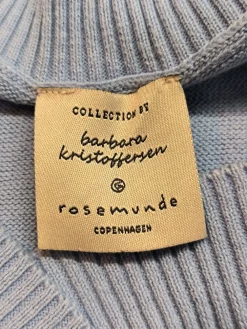 COLLECTION BY
barbara
kristoffersen
rosemunde
COPENHAGEN